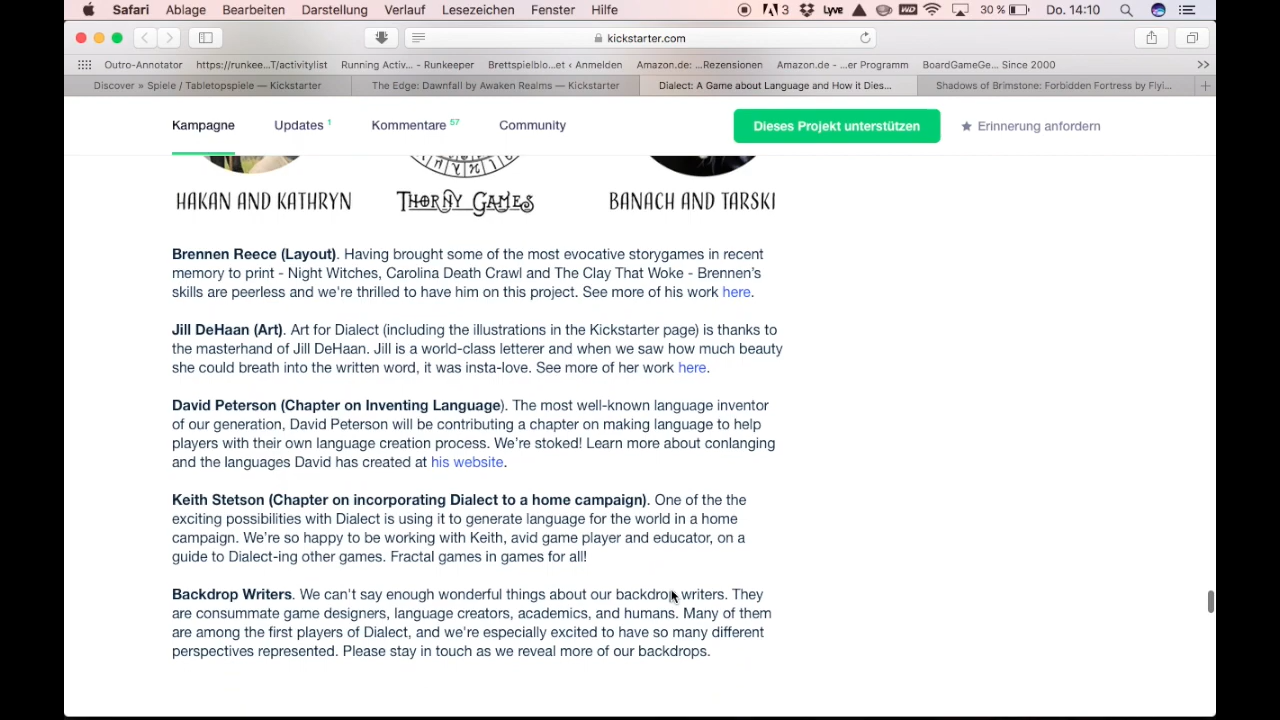 Safari Ablage Bearbeiten Darstellung Verlauf Lesezeichen Fenster Hilfe 3 Lyve WD 30 % Do. 14:10
kickstarter.com
Outro-Annotator https://runkee...T/activitylist Running Activ... - Runkeeper Brettspielblo...et ‹ Anmelden Amazon.de: ...Rezensionen Amazon.de - ...er Programm BoardGameGe... Since 2000 >>
Discover » Spiele / Tabletopspiele — Kickstarter The Edge: Dawnfall by Awaken Realms — Kickstarter Dialect: A Game about Language and How it Dies... Shadows of Brimstone: Forbidden Fortress by Flyi... +
Kampagne Updates 1 Kommentare 57 Community Dieses Projekt unterstützen Erinnerung anfordern
HAKAN AND KATHRYN THORNY GAMES BANACH AND TARSKI
Brennen Reece (Layout). Having brought some of the most evocative storygames in recent
memory to print - Night Witches, Carolina Death Crawl and The Clay That Woke - Brennen's
skills are peerless and we're thrilled to have him on this project. See more of his work here.
Jill DeHaan (Art). Art for Dialect (including the illustrations in the Kickstarter page) is thanks to
the masterhand of Jill DeHaan. Jill is a world-class letterer and when we saw how much beauty
she could breath into the written word, it was insta-love. See more of her work here.
David Peterson (Chapter on Inventing Language). The most well-known language inventor
of our generation, David Peterson will be contributing a chapter on making language to help
players with their own language creation process. We're stoked! Learn more about conlanging
and the languages David has created at his website.
Keith Stetson (Chapter on incorporating Dialect to a home campaign). One of the the
exciting possibilities with Dialect is using it to generate language for the world in a home
campaign. We're so happy to be working with Keith, avid game player and educator, on a
guide to Dialect-ing other games. Fractal games in games for all!
Backdrop Writers. We can't say enough wonderful things about our backdrop writers. They
are consummate game designers, language creators, academics, and humans. Many of them
are among the first players of Dialect, and we're especially excited to have so many different
perspectives represented. Please stay in touch as we reveal more of our backdrops.